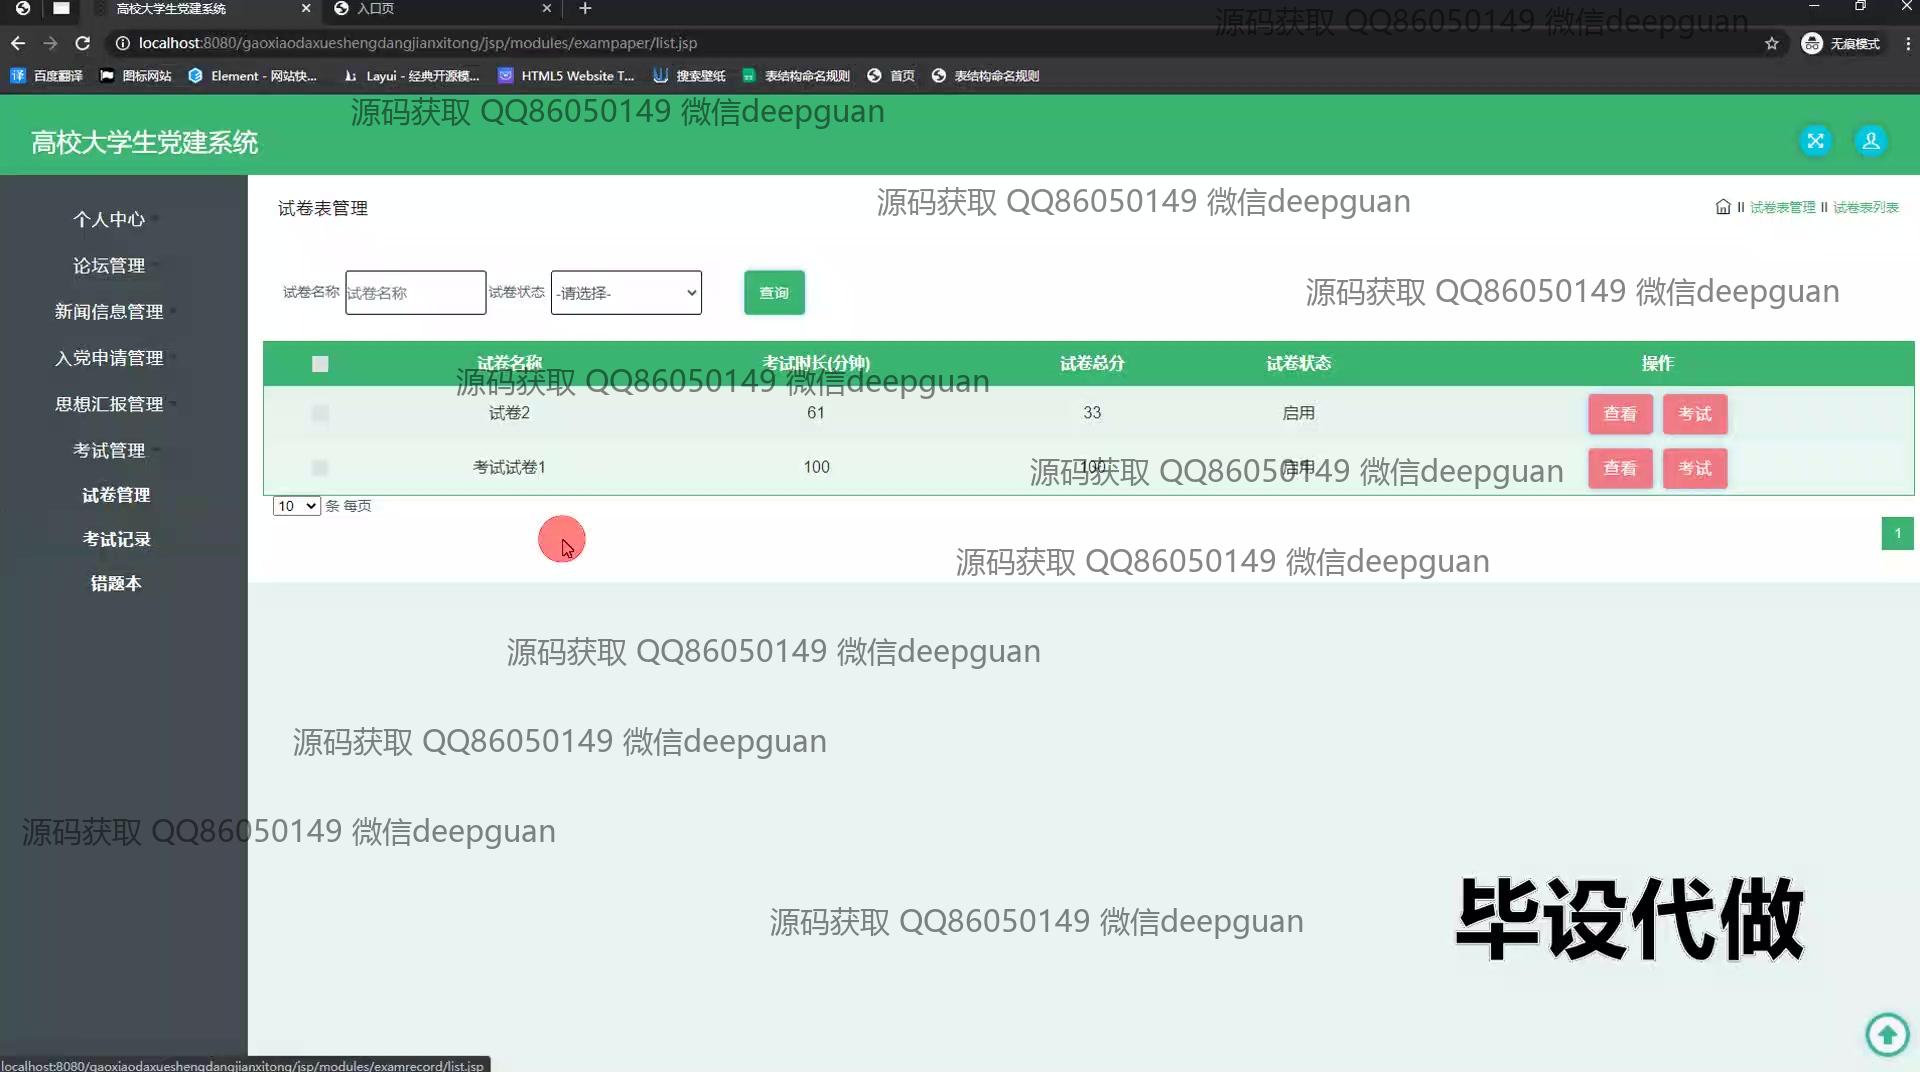 高校大学生党建系统
入口页
localhost:8080/gaoxiaodaxueshengdangjianxitong/jsp/modules/exampaper/list.jsp
无痕模式
百度翻译
图标网站
Element - 网站快...
Layui - 经典开源模...
HTML5 Website T...
搜索壁纸
表结构命名规则
首页
表结构命名规则
源码获取 QQ86050149 微信deepguan
源码获取 QQ86050149 微信deepguan
高校大学生党建系统
个人中心
论坛管理
新闻信息管理
入党申请管理
思想汇报管理
考试管理
试卷管理
考试记录
错题本
试卷表管理
源码获取 QQ86050149 微信deepguan
试卷表管理 II 试卷表列表
试卷名称 试卷名称 试卷状态 -请选择- 查询
源码获取 QQ86050149 微信deepguan
试卷名称 考试时长(分钟) 试卷总分 试卷状态 操作
源码获取 QQ86050149 微信deepguan
试卷2 61 33 启用 查看 考试
考试试卷1 100 100 启用 查看 考试
源码获取 QQ86050149 微信deepguan
10 条 每页
1
源码获取 QQ86050149 微信deepguan
源码获取 QQ86050149 微信deepguan
源码获取 QQ86050149 微信deepguan
源码获取 QQ86050149 微信deepguan
源码获取 QQ86050149 微信deepguan
毕设代做
localhost:8080/gaoxiaodaxueshengdangjianxitong/jsp/modules/examrecord/list.jsp